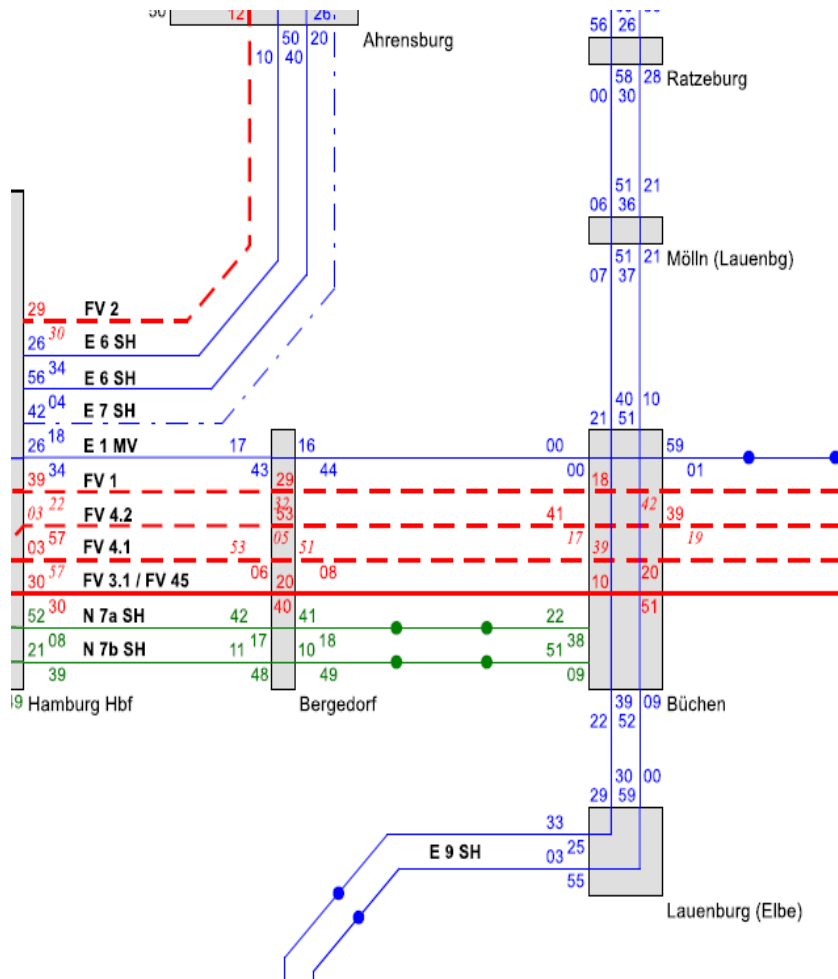 12 26
50 20
10 40
Ahrensburg
56 26
58 28
Ratzeburg
00 30
51 21
06 36
51 21
Mölln (Lauenbg)
07 37
29 FV 2
30
26 E 6 SH
34
56 E 6 SH
04
42 E 7 SH
18
40 10
21 51
26 E 1 MV 17 16 00 59
34 43 44 00 01
39 FV 1 29 18
22 32 42
03 FV 4.2 53 41 39
57 05 17 19
03 FV 4.1 53 51 39
57 06 08 20
30 FV 3.1 / FV 45 20 10
30 40 51
52 N 7a SH 42 41 22
08 17 18 38
21 N 7b SH 11 10 51
39 48 49 09
49 Hamburg Hbf
Bergedorf
39 09
Büchen
22 52
30 00
29 59
33
25
E 9 SH 03
55
Lauenburg (Elbe)